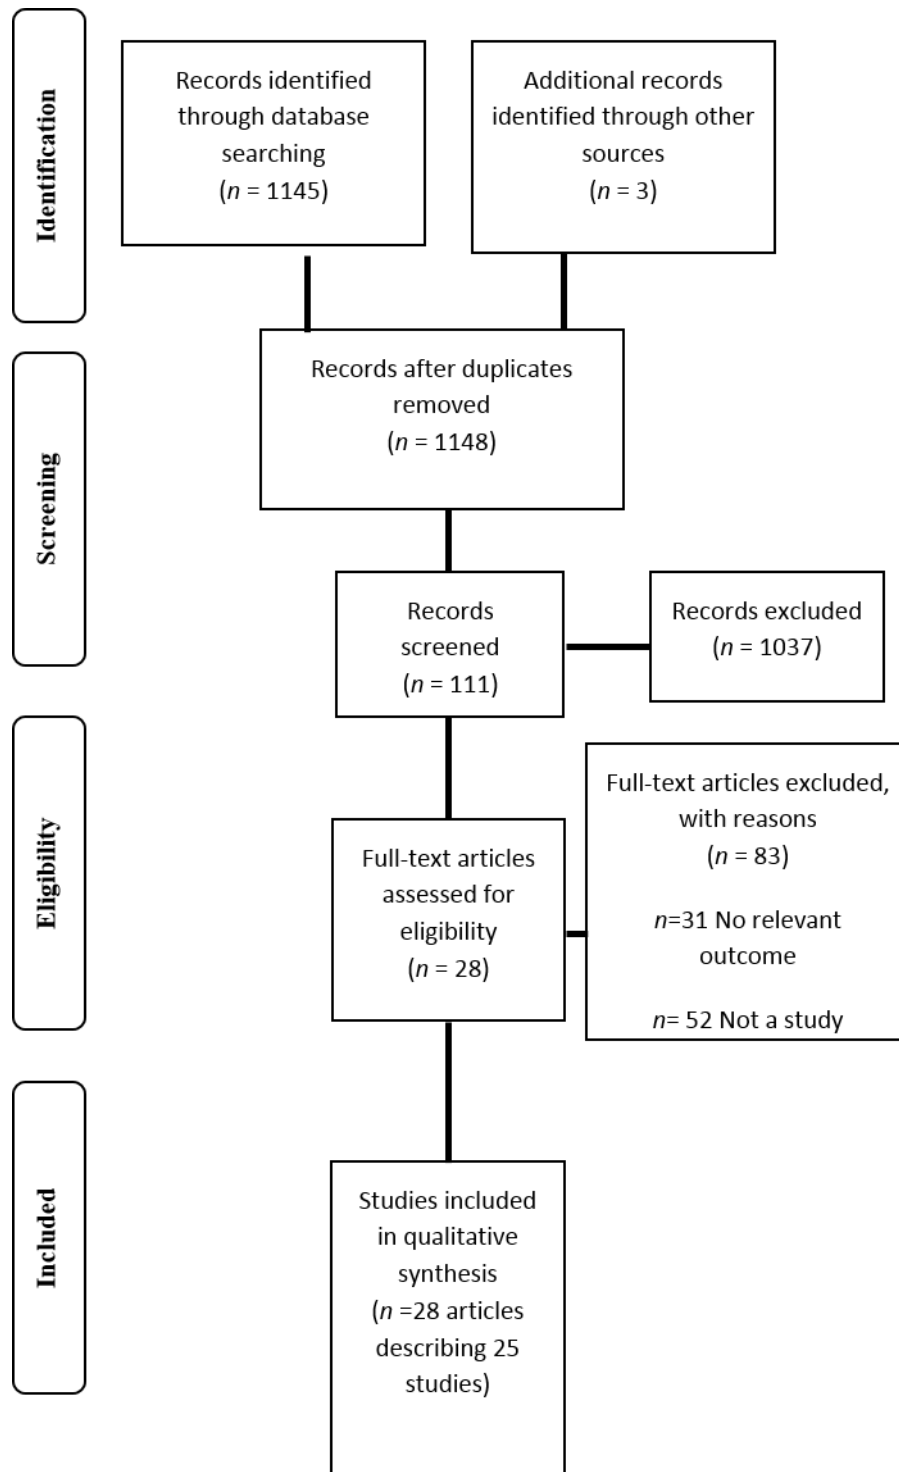 Identification
Records identified
through database
searching
(n = 1145)
Additional records
identified through other
sources
(n = 3)
Screening
Records after duplicates
removed
(n = 1148)
Records
screened
(n = 111)
Records excluded
(n = 1037)
Eligibility
Full-text articles
assessed for
eligibility
(n = 28)
Full-text articles excluded,
with reasons
(n = 83)
n=31 No relevant
outcome
n= 52 Not a study
Included
Studies included
in qualitative
synthesis
(n =28 articles
describing 25
studies)